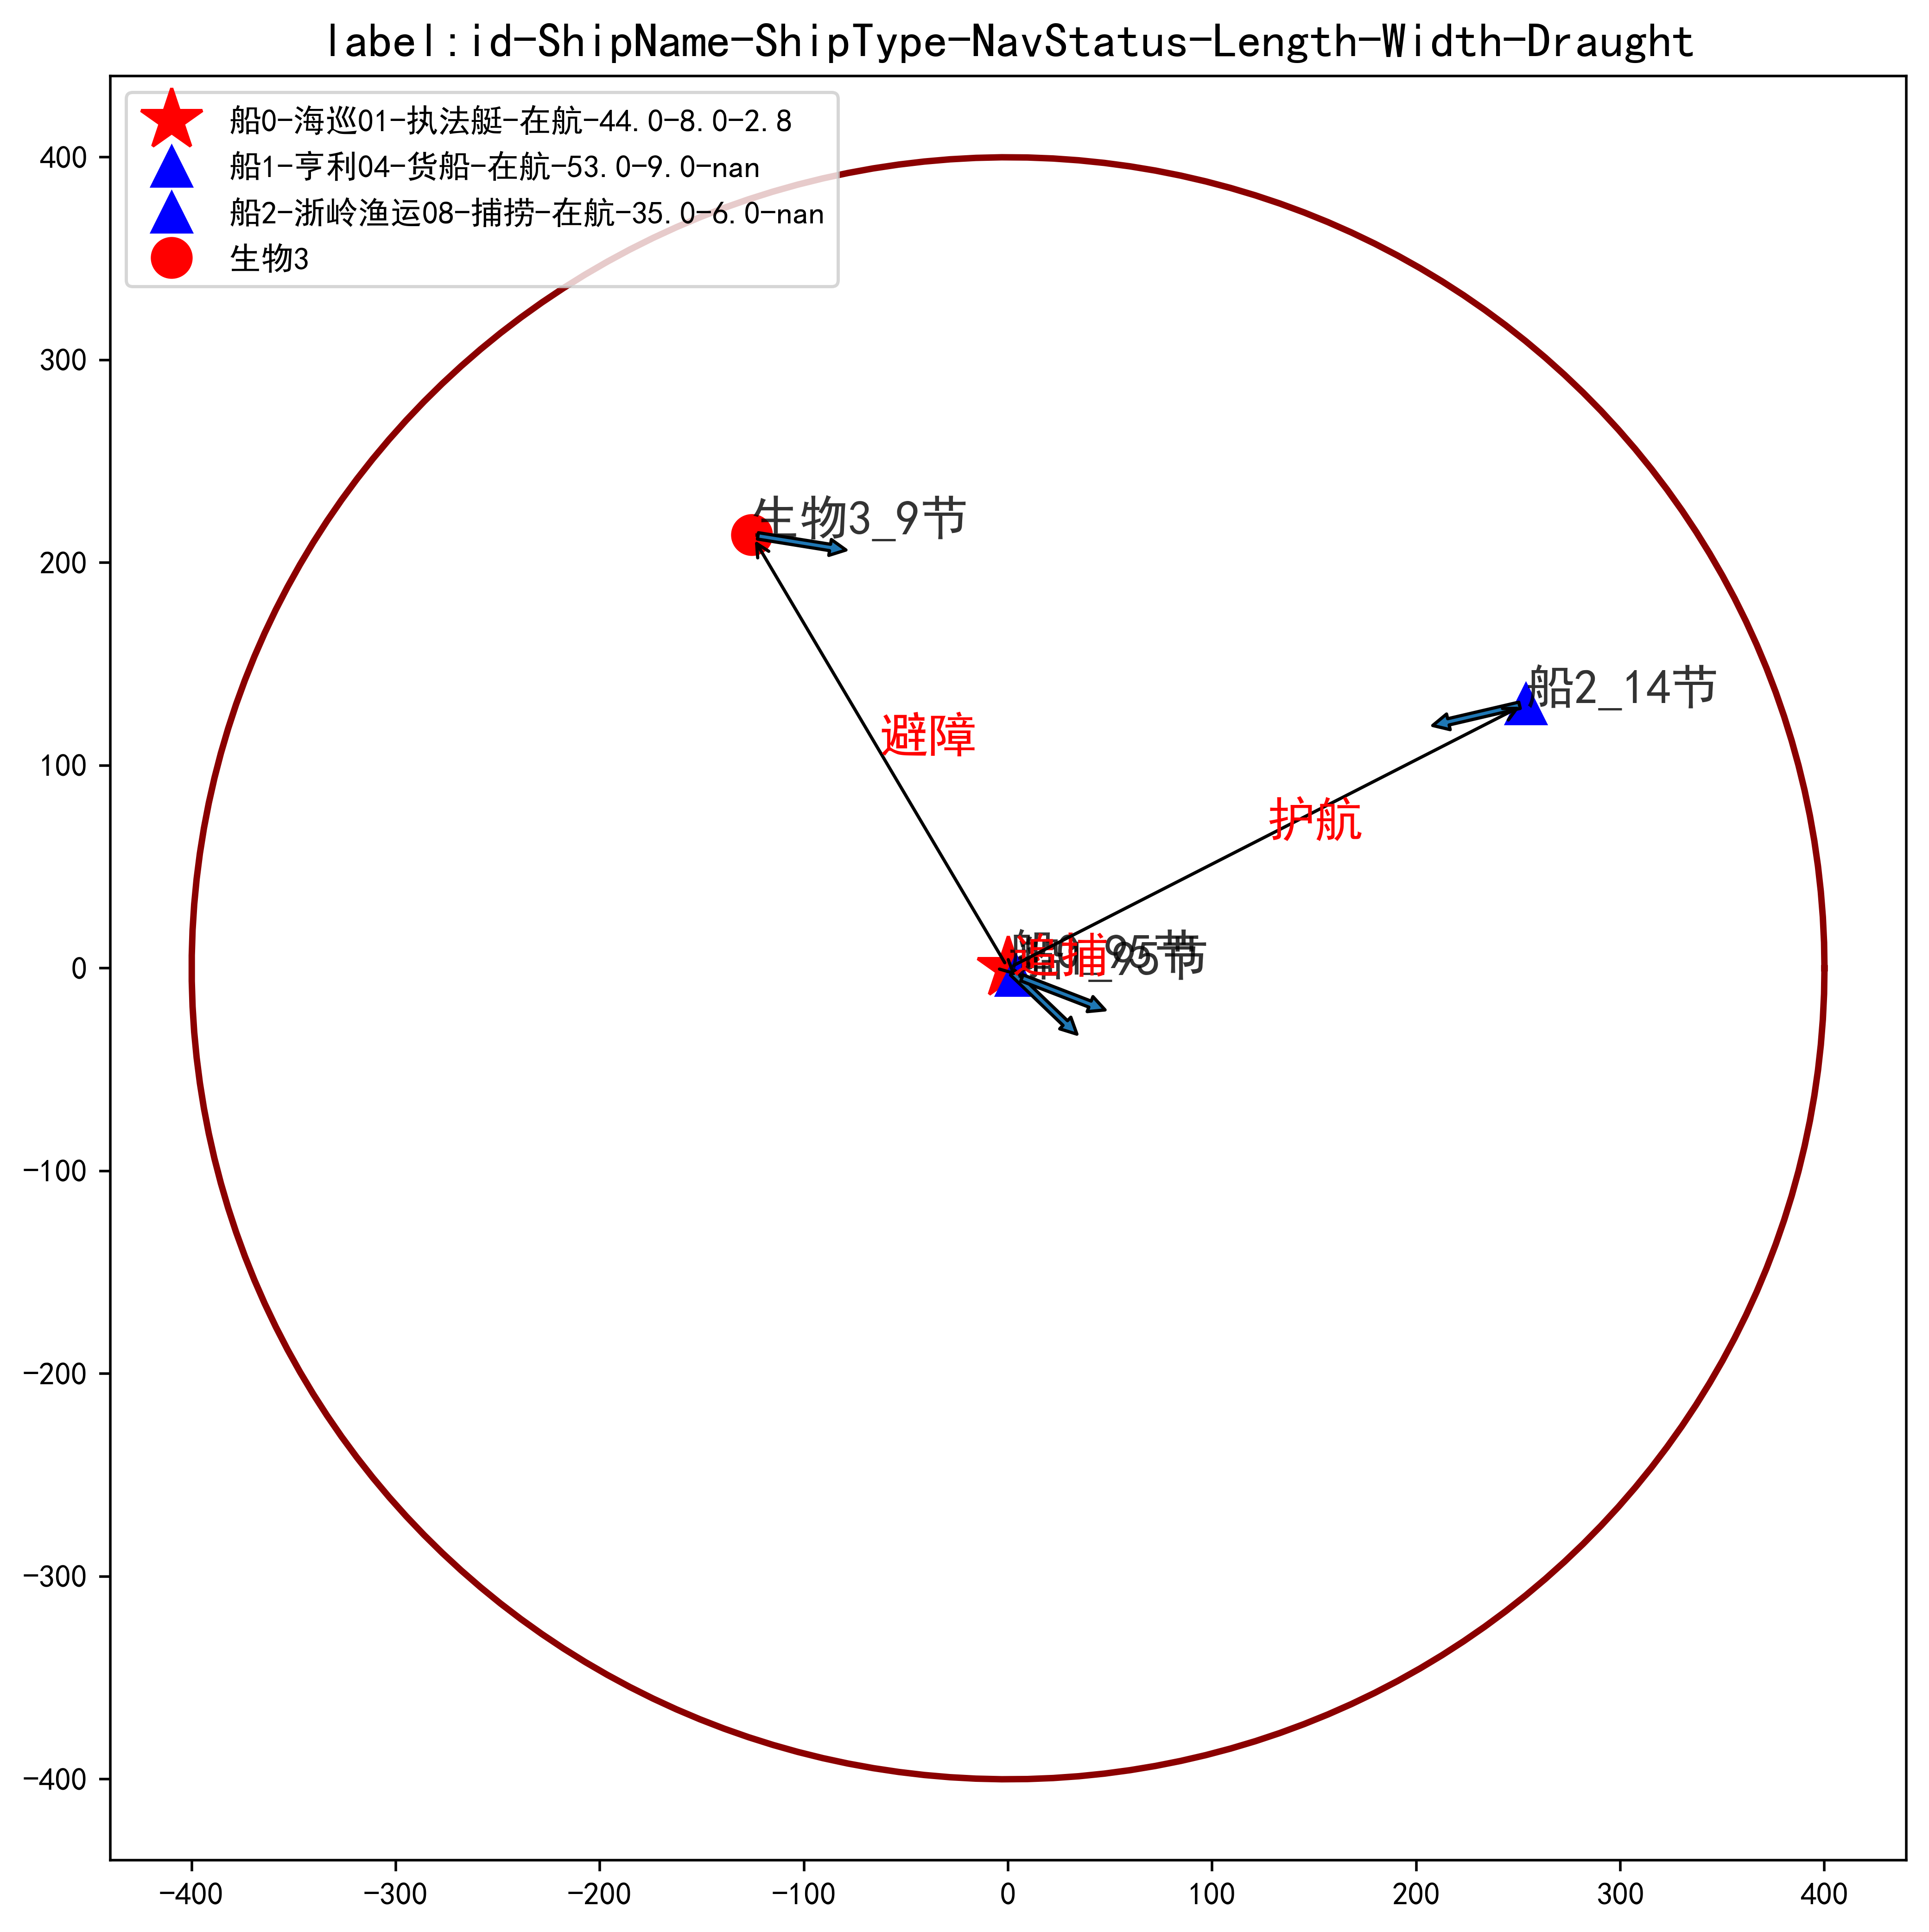 label:id-ShipName-ShipType-NavStatus-Length-Width-Draught
船0-海巡01-执法艇-在航-44.0-8.0-2.8
船1-亨利04-货船-在航-53.0-9.0-nan
船2-浙岭渔运08-捕捞-在航-35.0-6.0-nan
生物3
400
300
200
100
0
-100
-200
-300
-400
生物3_9节
船2_14节
避障
护航
追捕
-400
-300
-200
-100
0
100
200
300
400